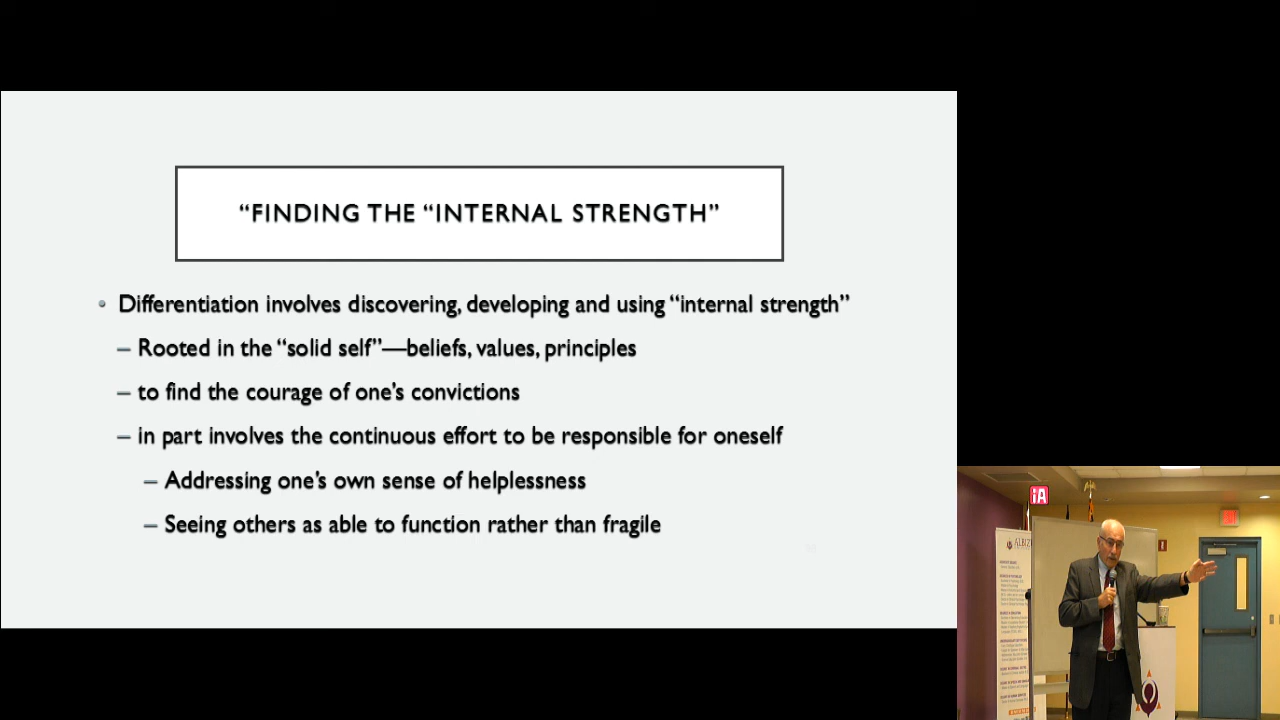 “FINDING THE “INTERNAL STRENGTH”
• Differentiation involves discovering, developing and using “internal strength”
– Rooted in the “solid self”—beliefs, values, principles
– to find the courage of one’s convictions
– in part involves the continuous effort to be responsible for oneself
– Addressing one’s own sense of helplessness
– Seeing others as able to function rather than fragile
iA